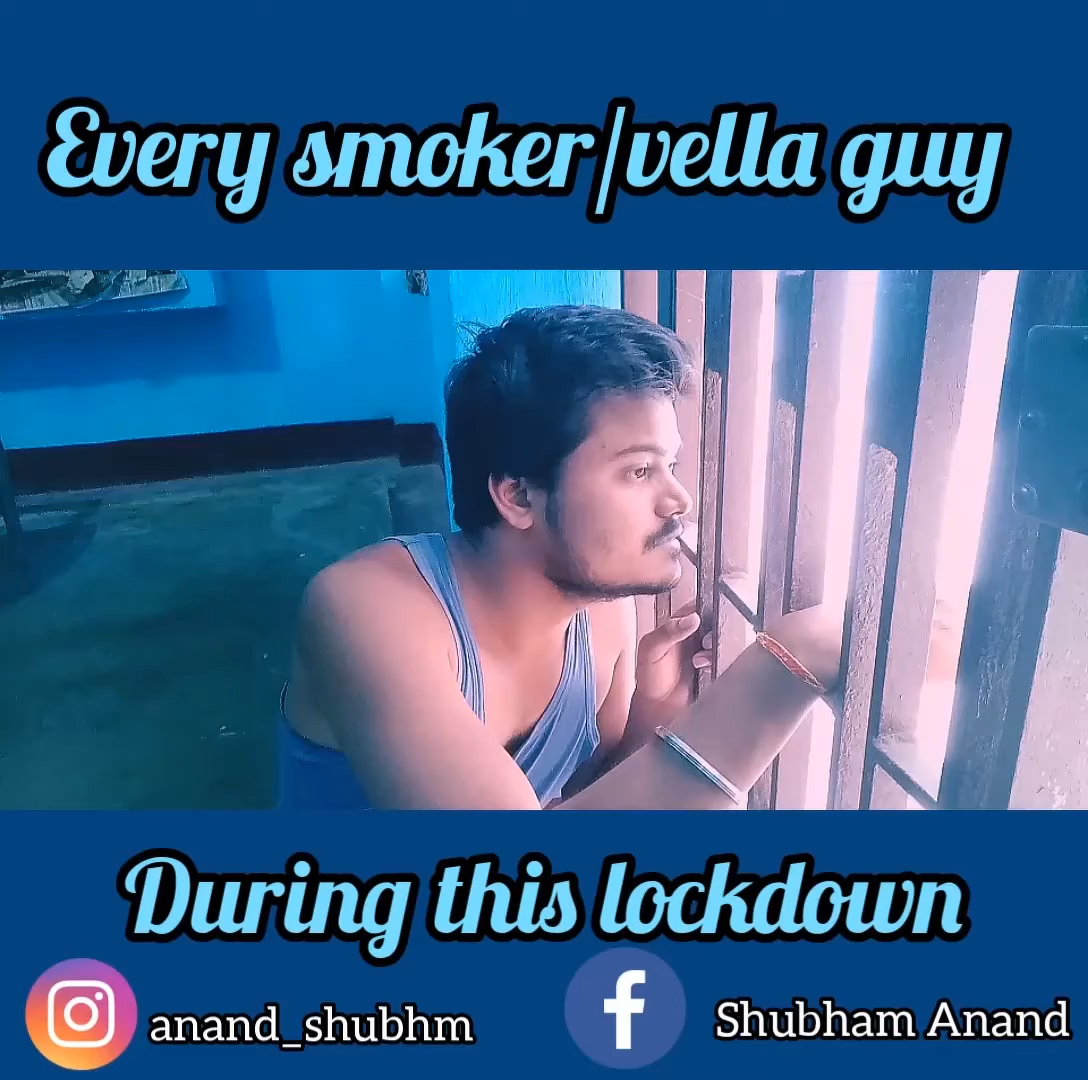 Every smoker/vella guy
During this lockdown
anand_shubhm
Shubham Anand